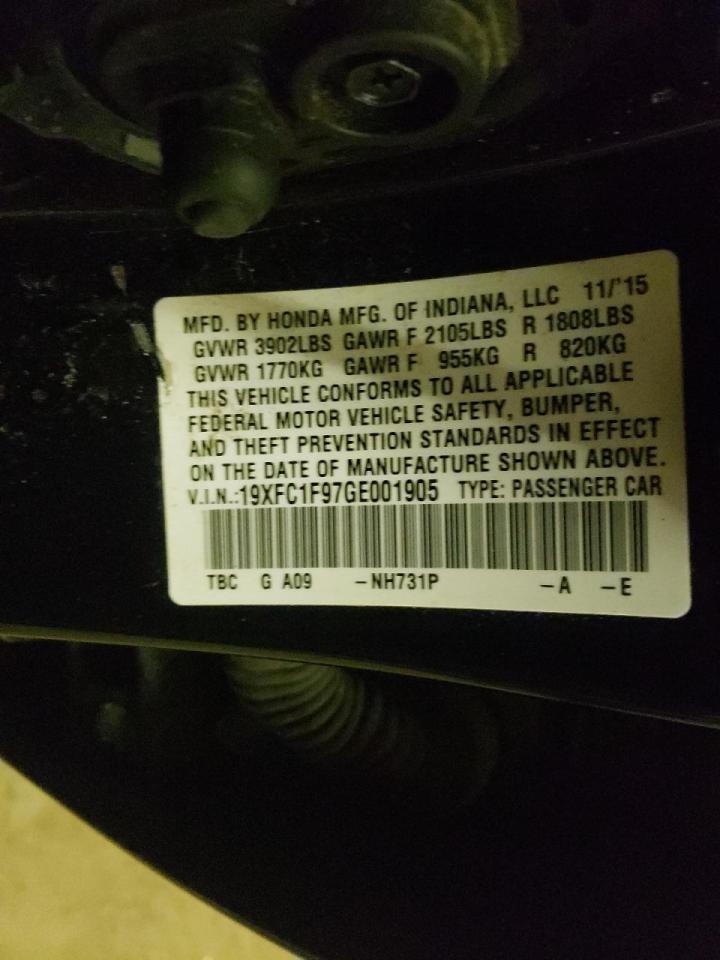 MFD. BY HONDA MFG. OF INDIANA, LLC 11/'15
GVWR 3902LBS GAWR F 2105LBS R 1808LBS
GVWR 1770KG GAWR F 955KG R 820KG
THIS VEHICLE CONFORMS TO ALL APPLICABLE
FEDERAL MOTOR VEHICLE SAFETY, BUMPER,
AND THEFT PREVENTION STANDARDS IN EFFECT
ON THE DATE OF MANUFACTURE SHOWN ABOVE.
V.I.N.:19XFC1F97GE001905 TYPE: PASSENGER CAR
TBC G A09 -NH731P -A -E